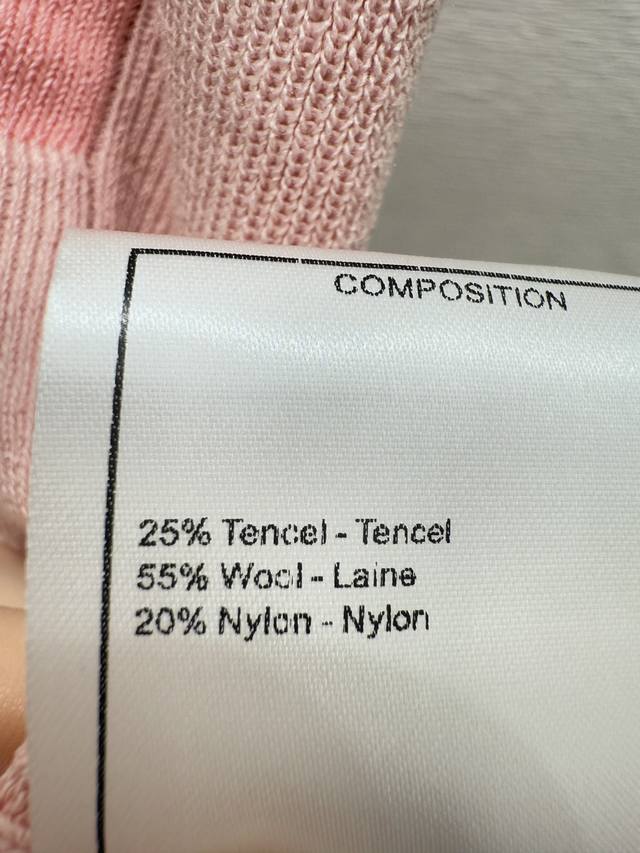 COMPOSITION
25% Tencel - Tencel
55% Wool - Laine
20% Nylon - Nylon